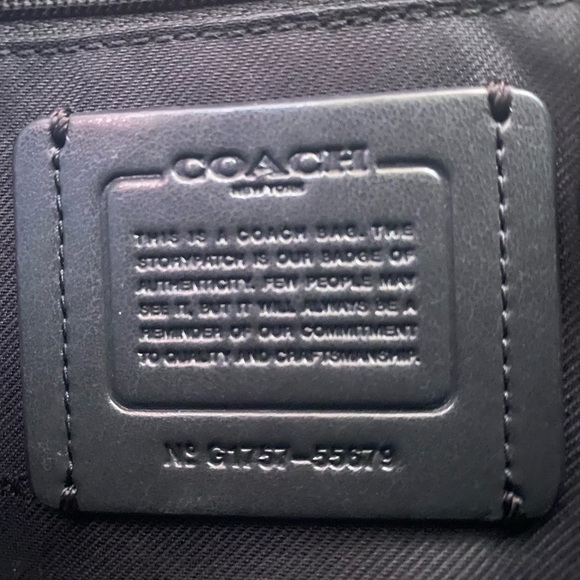 COACH
NEW YORK
THIS IS A COACH BAG. THE
STORYPATCH IS OUR BADGE OF
AUTHENTICITY. FEW PEOPLE MAY
SEE IT, BUT IT WILL ALWAYS BE A
REMINDER OF OUR COMMITMENT
TO QUALITY AND CRAFTSMANSHIP.
Nº G1757-55679